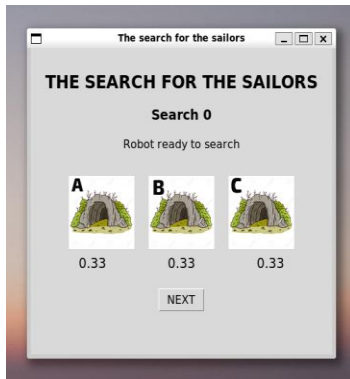 The search for the sailors
THE SEARCH FOR THE SAILORS
Search 0
Robot ready to search
A B C
0.33 0.33 0.33
NEXT